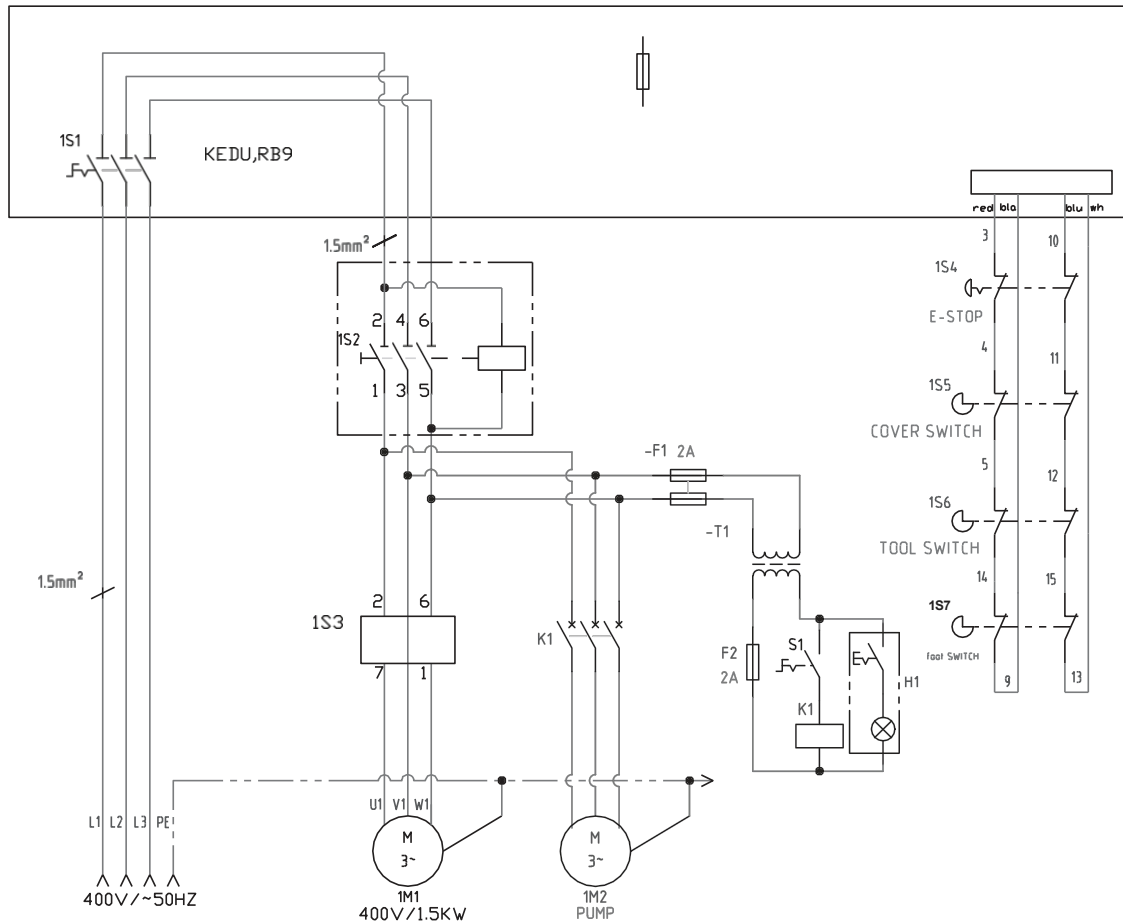 1S1
KEDU,RB9
red bla
blu wh
3
10
1.5mm²
1S4
E-STOP
2 4 6
1S2
1 3 5
4
11
1S5
COVER SWITCH
-F1 2A
5
12
1S6
-T1
TOOL SWITCH
1.5mm²
14
15
2 6
1S3
1S7
K1
S1
F2
foot SWITCH
7 1
2A
H1
9
13
K1
U1 V1 W1
L1 L2 L3 PE
M
3~
M
3~
400V/~50HZ
1M1
400V/1.5KW
1M2
PUMP